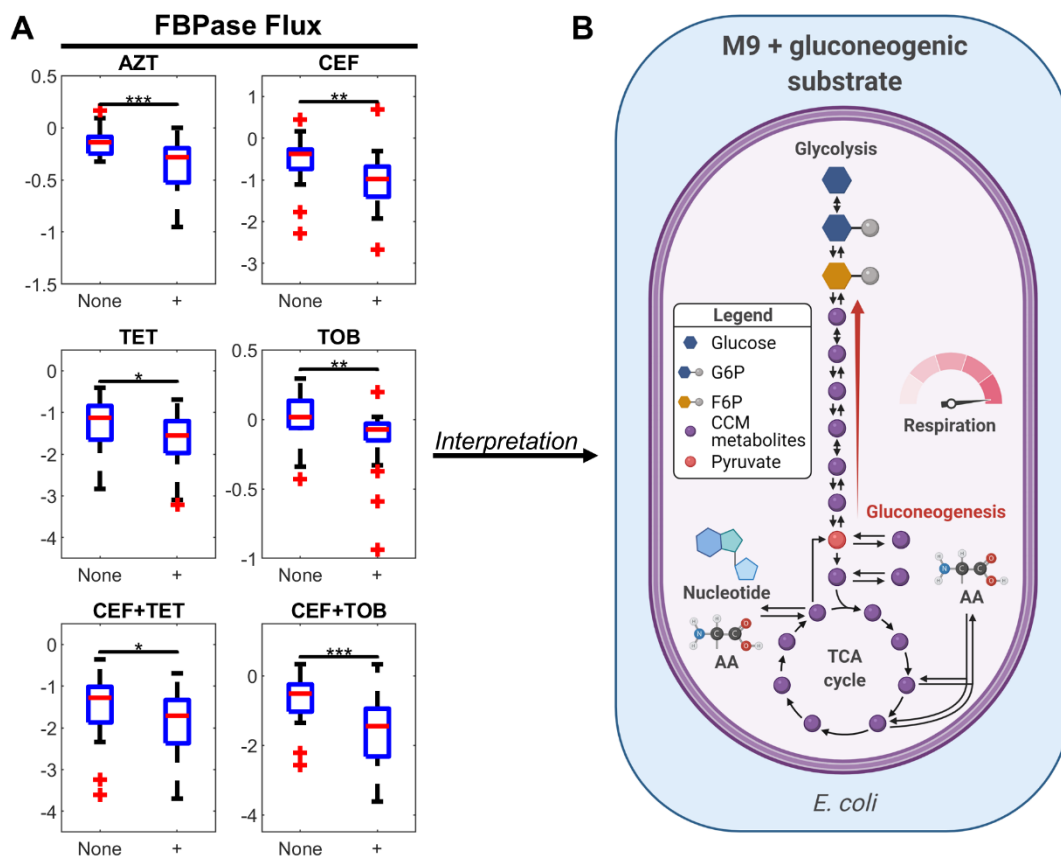 A
FBPase Flux
AZT
***
0.5
0
-0.5
-1
-1.5
None +
CEF
**
1
0
-1
-2
-3
None +
TET
*
0
-1
-2
-3
-4
None +
TOB
**
0.5
0
-0.5
-1
None +
CEF+TET
*
0
-1
-2
-3
-4
None +
CEF+TOB
***
0
-2
-4
None +
Interpretation
B
M9 + gluconeogenic
substrate
Glycolysis
Legend
Glucose
G6P
F6P
CCM
metabolites
Pyruvate
Respiration
Gluconeogenesis
Nucleotide
H
H
N
C
C
O
O
H
H
AA
H
H
N
C
C
O
O
H
H
AA
TCA
cycle
E. coli